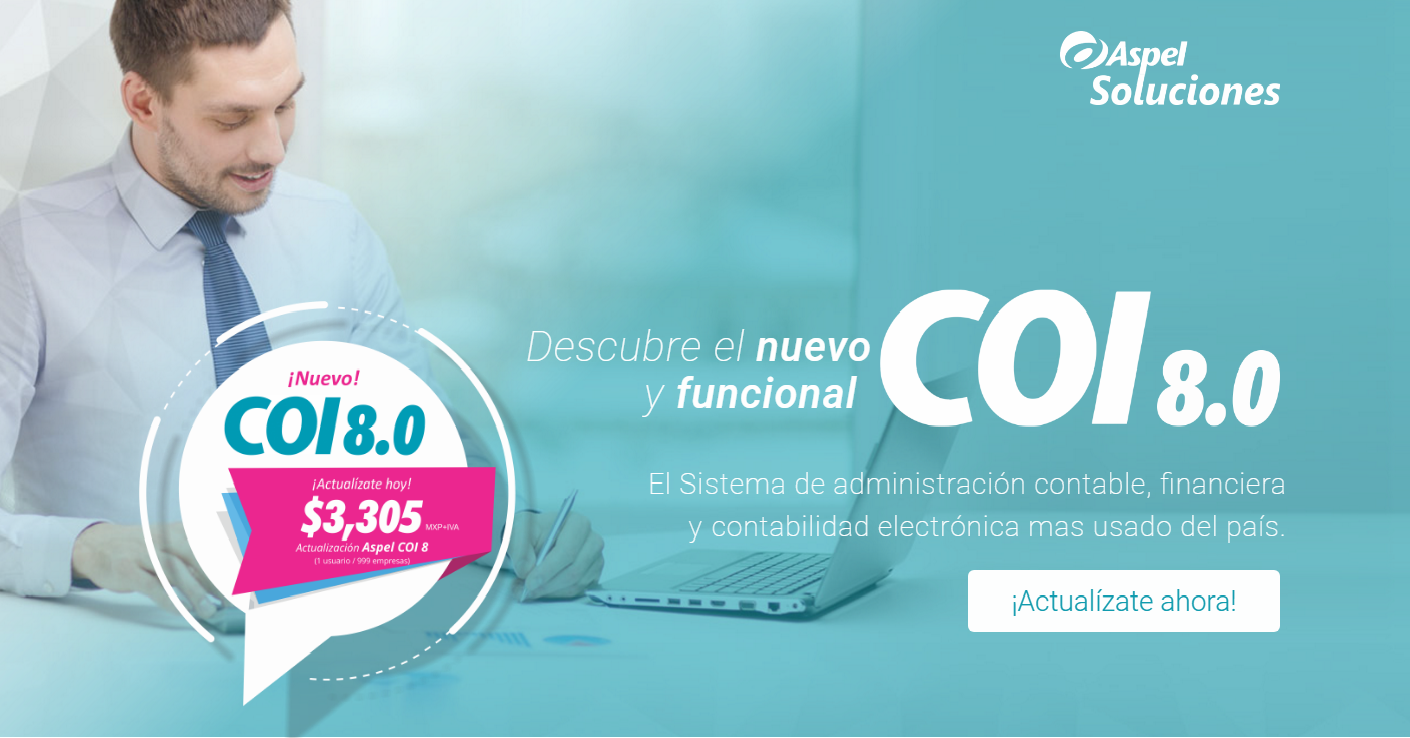 Aspel
Soluciones
Descubre el nuevo
y funcional
COI 8.0
El Sistema de administración contable, financiera
y contabilidad electrónica mas usado del país.
¡Actualízate ahora!
¡Nuevo!
COI 8.0
¡Actualízate hoy!
$3,305 MXP+IVA
Actualización Aspel COI 8
(1 usuario / 999 empresas)